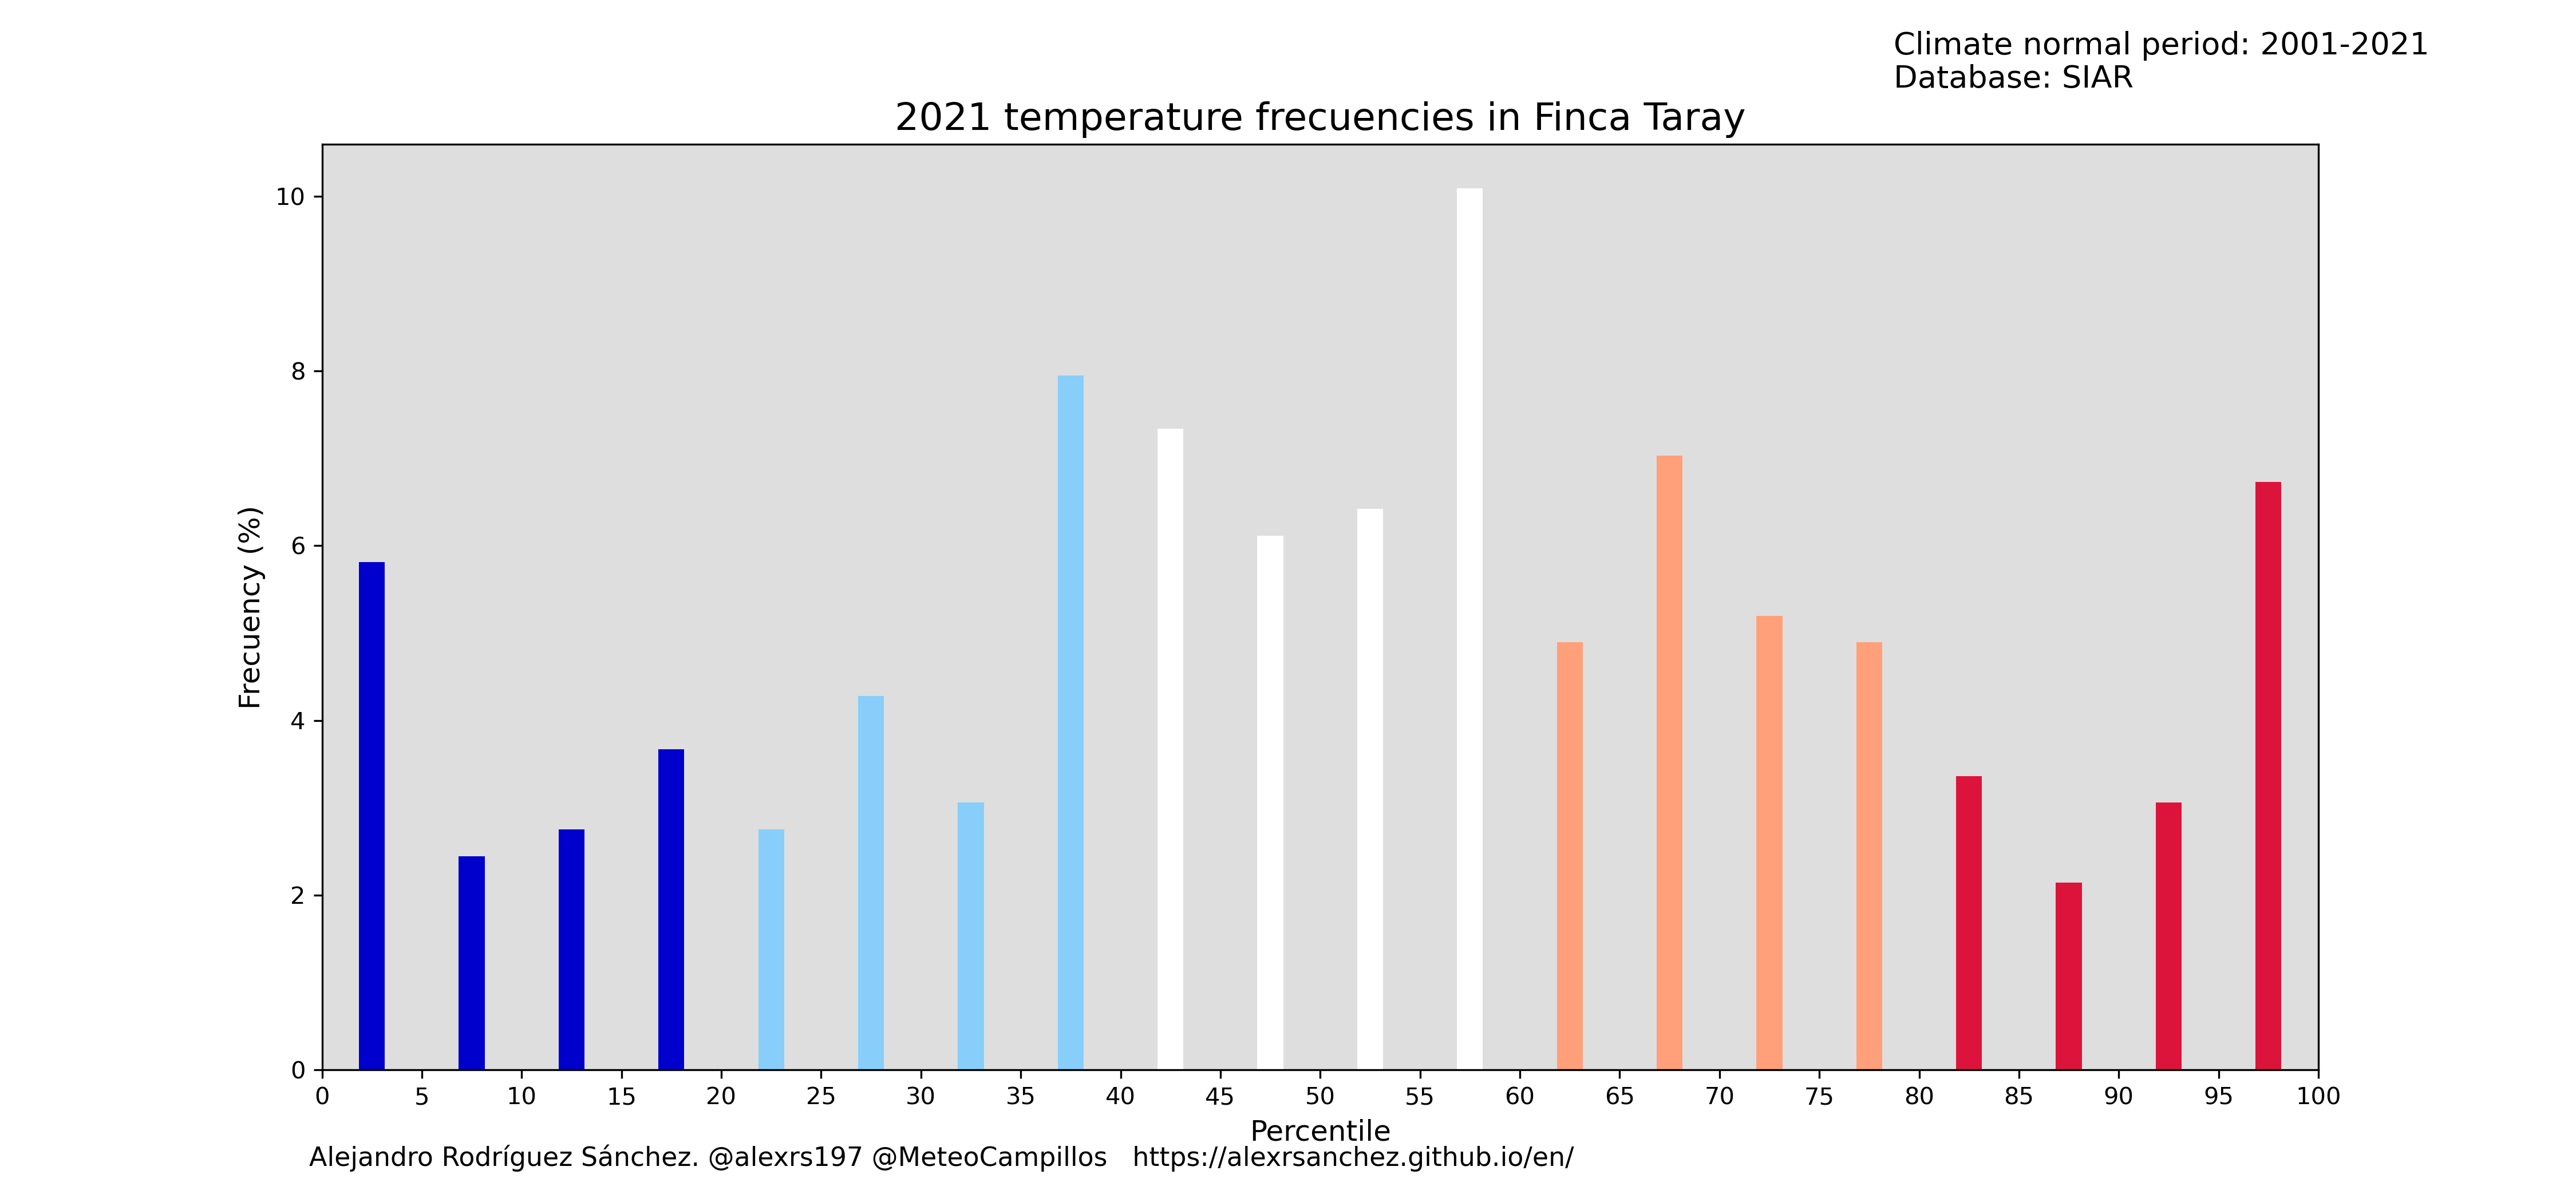 Climate normal period: 2001-2021
Database: SIAR
2021 temperature frecuencies in Finca Taray
10
8
6
4
2
0
Frecuency (%)
0 5 10 15 20 25 30 35 40 45 50 55 60 65 70 75 80 85 90 95 100
Percentile
Alejandro Rodríguez Sánchez. @alexrs197 @MeteoCampillos https://alexrsanchez.github.io/en/